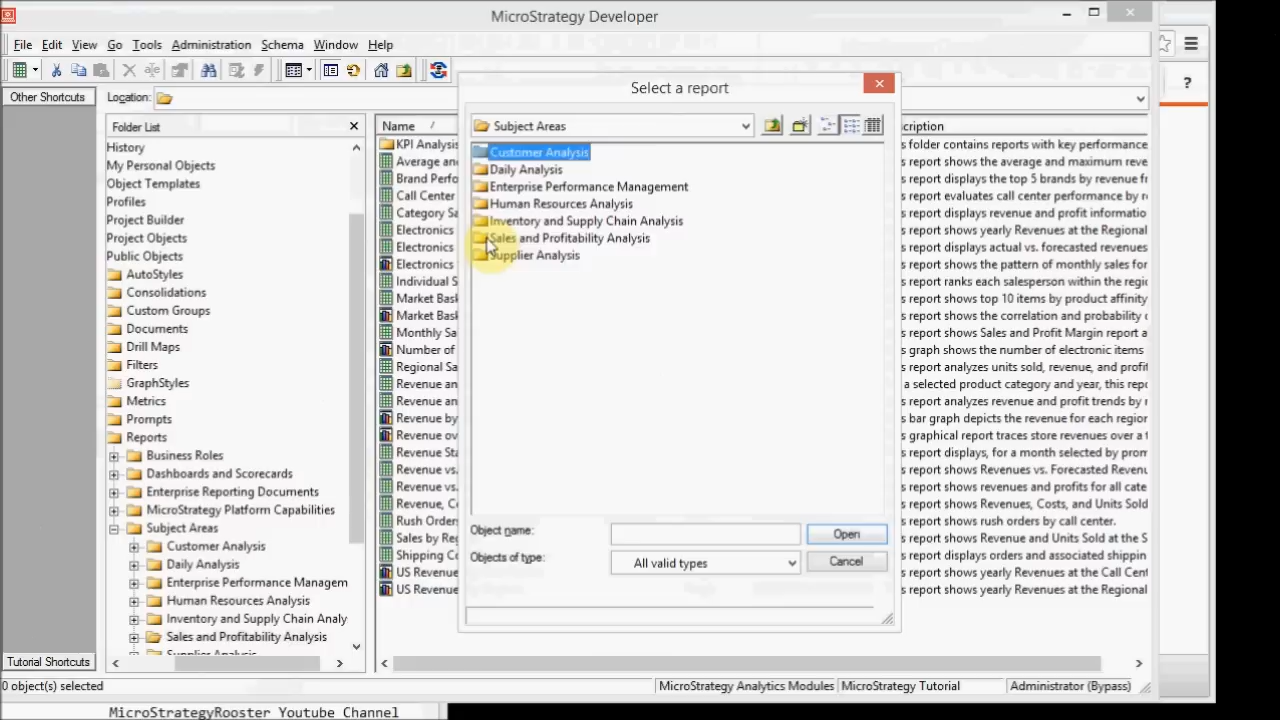 MicroStrategy Developer
File Edit View Go Tools Administration Schema Window Help
?
Other Shortcuts
Location:
Folder List
History
My Personal Objects
Object Templates
Profiles
Project Builder
Project Objects
Public Objects
AutoStyles
Consolidations
Custom Groups
Documents
Drill Maps
Filters
GraphStyles
Metrics
Prompts
Reports
Business Roles
Dashboards and Scorecards
Enterprise Reporting Documents
MicroStrategy Platform Capabilities
Subject Areas
Customer Analysis
Daily Analysis
Enterprise Performance Managem
Human Resources Analysis
Inventory and Supply Chain Analy
Sales and Profitability Analysis
Supplier Analysis
Name
KPI Analysis
Average an
Brand Perfo
Call Center
Category Sa
Electronics
Electronics
Electronics
Individual S
Market Bask
Market Bask
Monthly Sa
Number of
Regional Sa
Revenue an
Revenue an
Revenue by
Revenue ov
Revenue Sta
Revenue vs.
Revenue vs.
Revenue, C
Rush Orders
Sales by Reg
Shipping Co
US Revenue
US Revenue
Select a report
Subject Areas
Customer Analysis
Daily Analysis
Enterprise Performance Management
Human Resources Analysis
Inventory and Supply Chain Analysis
Sales and Profitability Analysis
Supplier Analysis
Object name:
Open
Objects of type:
All valid types
Cancel
cription
s folder contains reports with key performance
s report shows the average and maximum reve
s report displays the top 5 brands by revenue f
s report evaluates call center performance by
s report displays revenue and profit informatio
s report shows yearly Revenues at the Regional
s report displays actual vs. forecasted revenues
s report shows the pattern of monthly sales for
s report ranks each salesperson within the regio
s report shows top 10 items by product affinity
s report shows the correlation and probability o
s report shows Sales and Profit Margin report a
s graph shows the number of electronic items
s report analyzes units sold, revenue, and profit
a selected product category and year, this repo
s report analyzes revenue and profit trends by r
s bar graph depicts the revenue for each region
s graphical report traces store revenues over a t
s report displays, for a month selected by prom
s report shows Revenues vs. Forecasted Revenu
s report shows revenues and profits for all cate
s report shows Revenues, Costs, and Units Sold
s report shows rush orders by call center.
s report shows Revenue and Units Sold at the S
s report displays orders and associated shippin
s report shows yearly Revenues at the Call Cent
s report shows yearly Revenues at the Regional
Tutorial Shortcuts
0 object(s) selected
MicroStrategy Analytics Modules
MicroStrategy Tutorial
Administrator (Bypass)
MicroStrategyRooster Youtube Channel